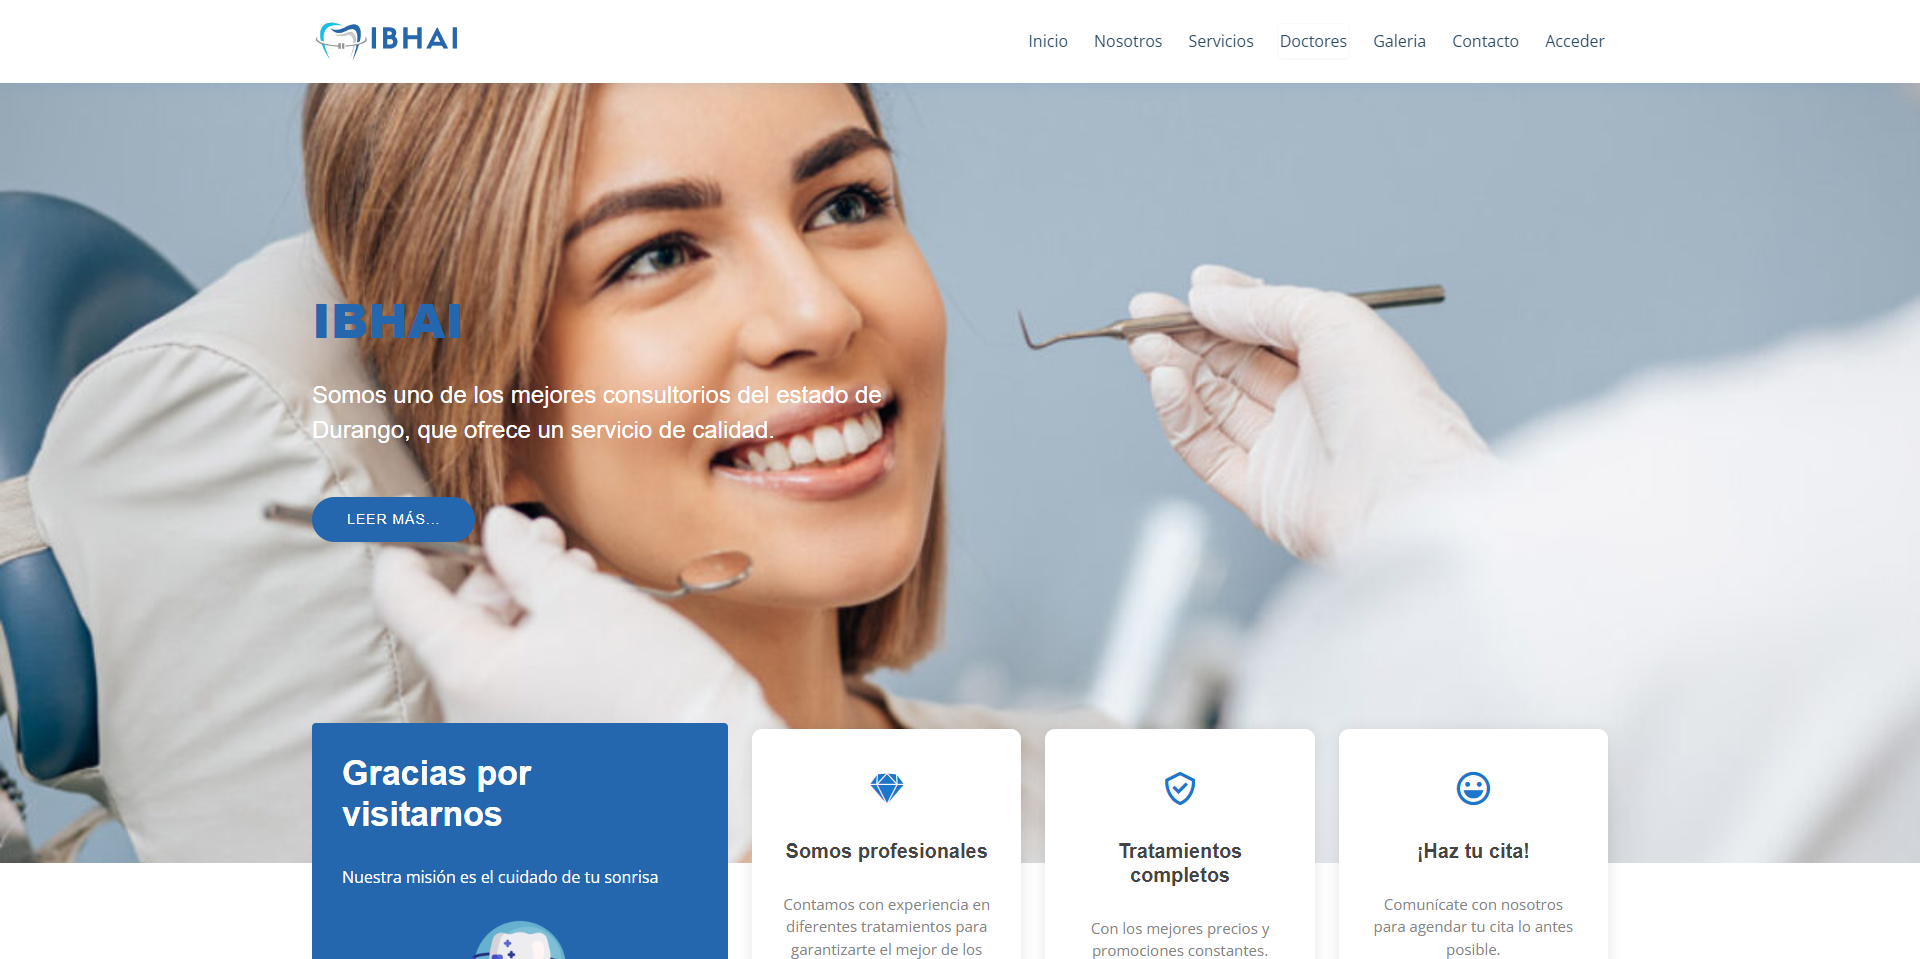 IBHAI
Inicio Nosotros Servicios Doctores Galeria Contacto Acceder
IBHAI
Somos uno de los mejores consultorios del estado de
Durango, que ofrece un servicio de calidad.
LEER MÁS...
Gracias por
visitarnos
Nuestra misión es el cuidado de tu sonrisa
Somos profesionales
Contamos con experiencia en
diferentes tratamientos para
garantizarte el mejor de los
Tratamientos
completos
Con los mejores precios y
promociones constantes.
¡Haz tu cita!
Comunícate con nosotros
para agendar tu cita lo antes
posible.